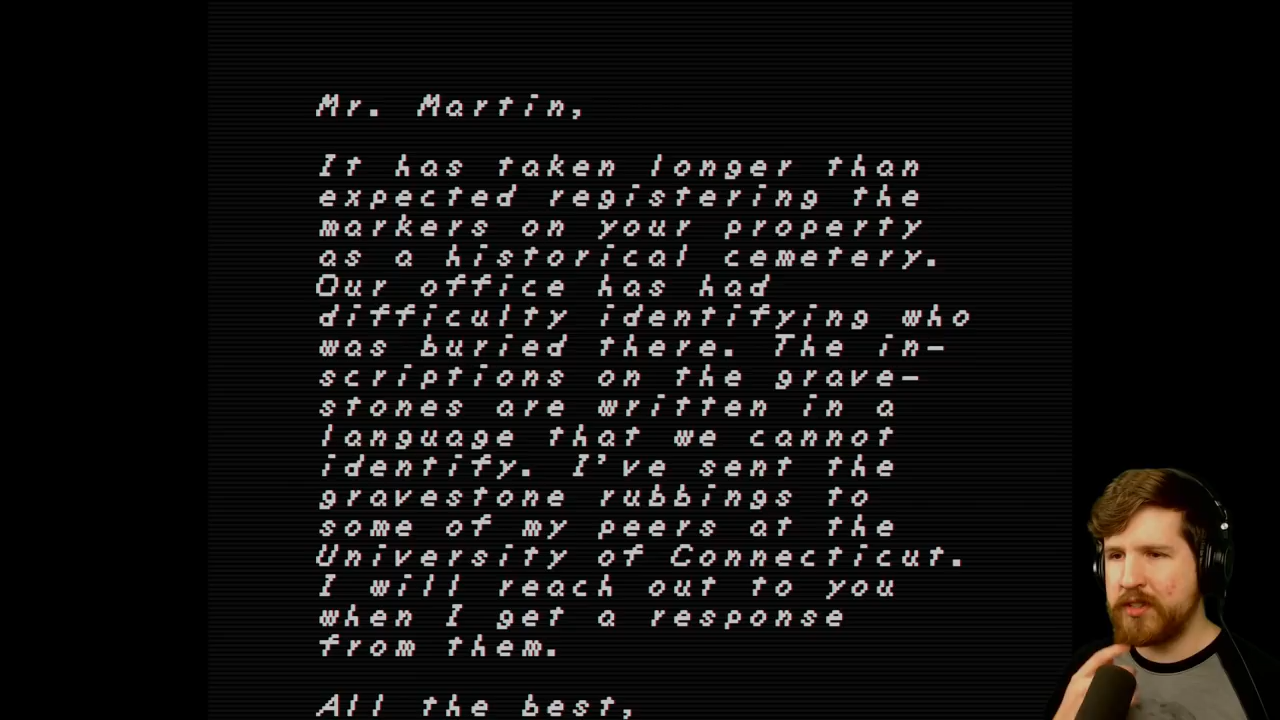 Mr. Martin,
It has taken longer than
expected registering the
markers on your property
as a historical cemetery.
Our office has had
difficulty identifying who
was buried there. The in-
scriptions on the grave-
stones are written in a
language that we cannot
identify. I've sent the
gravestone rubbings to
some of my peers at the
University of Connecticut.
I will reach out to you
when I get a response
from them.
All the best,